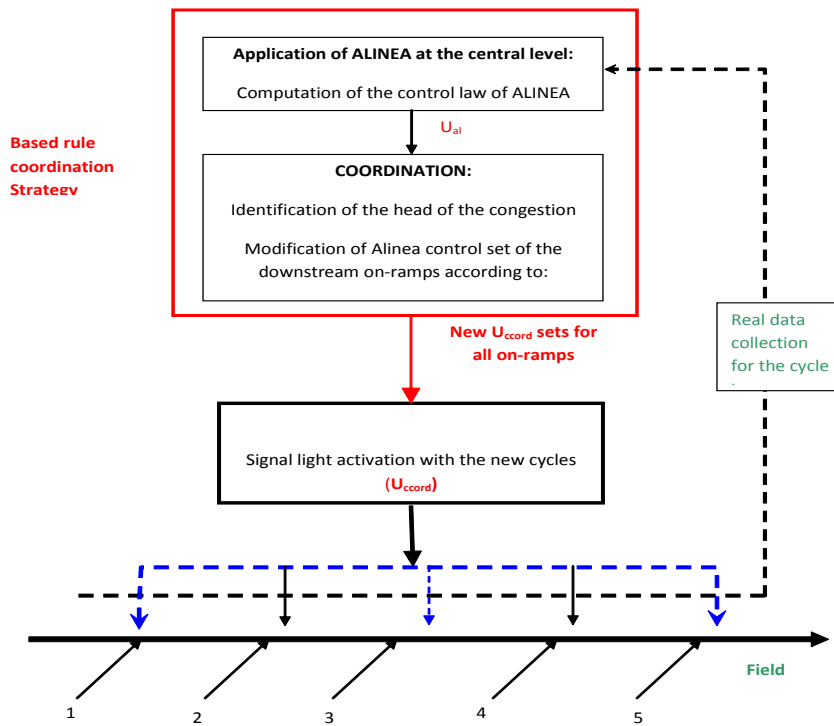 Application of ALINEA at the central level:
Computation of the control law of ALINEA
Ual
Based rule
coordination
Strategy
COORDINATION:
Identification of the head of the congestion
Modification of Alinea control set of the
downstream on-ramps according to:
New Uccord sets for
all on-ramps
Real data
collection
for the cycle
Signal light activation with the new cycles
(Uccord)
Field
1
2
3
4
5